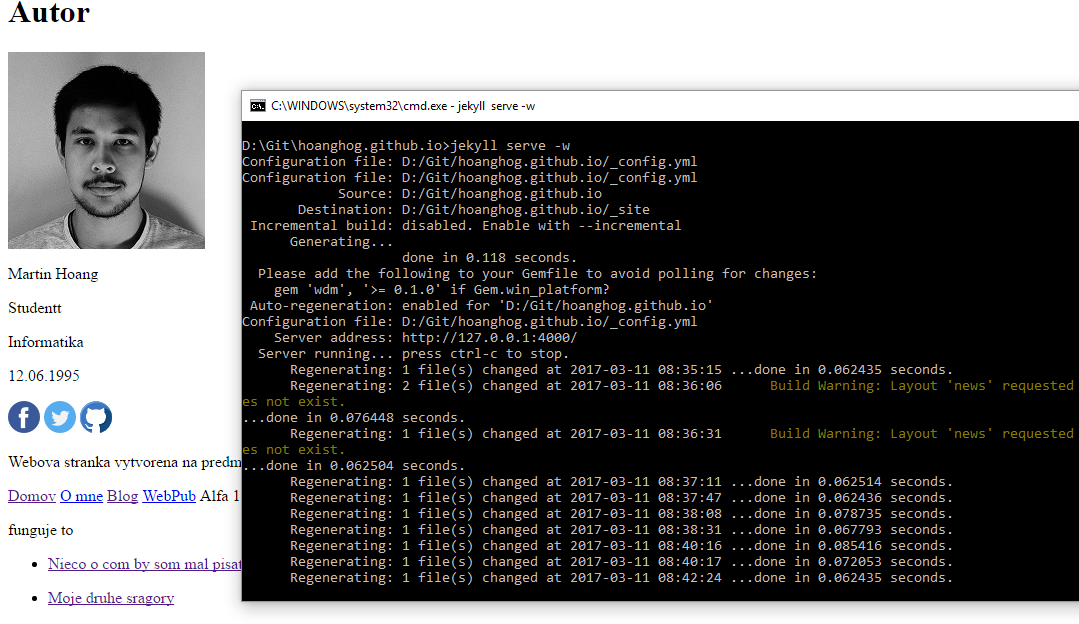 Autor
Martin Hoang
Studentt
Informatika
12.06.1995
Webova stranka vytvorena na predm
Domov O mne Blog WebPub Alfa 1
funguje to
Nieco o com by som mal pisat
Moje druhe sragory
C:\WINDOWS\system32\cmd.exe - jekyll serve -w
D:\Git\hoanghog.github.io>jekyll serve -w
Configuration file: D:/Git/hoanghog.github.io/_config.yml
Configuration file: D:/Git/hoanghog.github.io/_config.yml
Source: D:/Git/hoanghog.github.io
Destination: D:/Git/hoanghog.github.io/_site
Incremental build: disabled. Enable with --incremental
Generating...
done in 0.118 seconds.
Please add the following to your Gemfile to avoid polling for changes:
gem 'wdm', '>= 0.1.0' if Gem.win_platform?
Auto-regeneration: enabled for 'D:/Git/hoanghog.github.io'
Configuration file: D:/Git/hoanghog.github.io/_config.yml
Server address: http://127.0.0.1:4000/
Server running... press ctrl-c to stop.
Regenerating: 1 file(s) changed at 2017-03-11 08:35:15 ...done in 0.062435 seconds.
Regenerating: 2 file(s) changed at 2017-03-11 08:36:06 Build Warning: Layout 'news' requested
es not exist.
...done in 0.076448 seconds.
Regenerating: 1 file(s) changed at 2017-03-11 08:36:31 Build Warning: Layout 'news' requested
es not exist.
...done in 0.062504 seconds.
Regenerating: 1 file(s) changed at 2017-03-11 08:37:11 ...done in 0.062514 seconds.
Regenerating: 1 file(s) changed at 2017-03-11 08:37:47 ...done in 0.062436 seconds.
Regenerating: 1 file(s) changed at 2017-03-11 08:38:08 ...done in 0.078735 seconds.
Regenerating: 1 file(s) changed at 2017-03-11 08:38:31 ...done in 0.067793 seconds.
Regenerating: 1 file(s) changed at 2017-03-11 08:40:16 ...done in 0.085416 seconds.
Regenerating: 1 file(s) changed at 2017-03-11 08:40:17 ...done in 0.072053 seconds.
Regenerating: 1 file(s) changed at 2017-03-11 08:42:24 ...done in 0.062435 seconds.